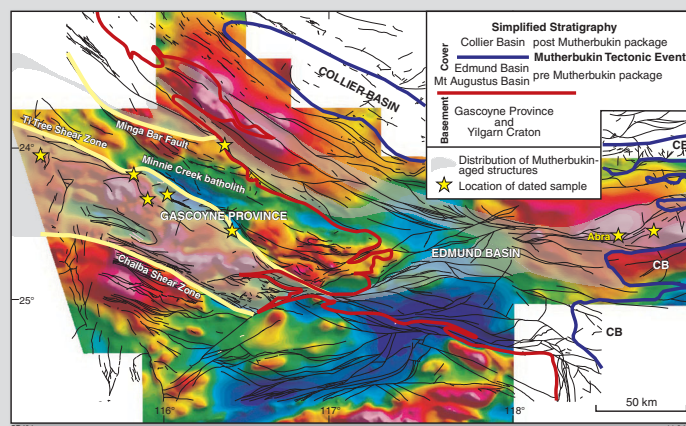 Simplified Stratigraphy
Cover
Collier Basin post Mutherbukin package
Mutherbukin Tectonic Event
Edmund Basin
Mt Augustus Basin
pre Mutherbukin package
Basement
Gascoyne Province
and
Yilgarn Craton
Distribution of Mutherbukin-
aged structures
Location of dated sample
COLLIER BASIN
Ti Tree Shear Zone
Minga Bar Fault
24°
Minnie Creek batholith
GASCOYNE PROVINCE
CB
Abra
EDMUND BASIN
Chalba Shear Zone
CB
25°
CB
116°
117°
118°
50 km